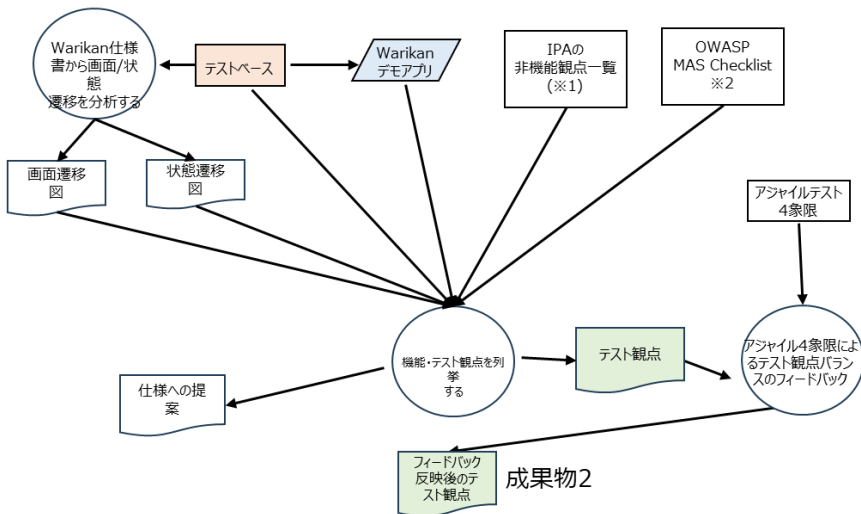 Warikan仕様
書から画面/状
態
遷移を分析する
テストベース
Warikan
デモアプリ
IPAの
非機能観点一覧
(※1)
OWASP
MAS Checklist
※2
画面遷移
図
状態遷移
図
アジャイルテスト
4象限
機能・テスト観点を列
挙
する
テスト観点
アジャイル4象限によ
るテスト観点バラン
スのフィードバック
仕様への提
案
フィードバック
反映後のテ
スト観点
成果物2